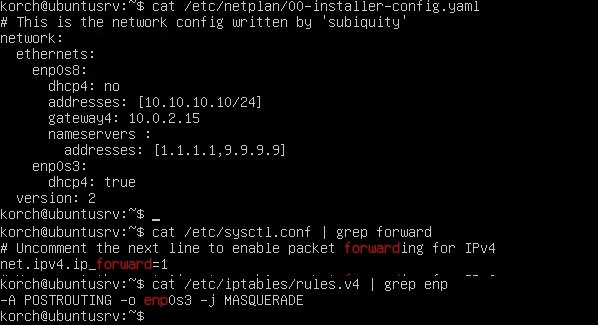 korch@ubuntusrv:~$ cat /etc/netplan/00-installer-config.yaml
# This is the network config written by 'subiquity'
network:
  ethernets:
    enp0s8:
      dhcp4: no
      addresses: [10.10.10.10/24]
      gateway4: 10.0.2.15
      nameservers :
        addresses: [1.1.1.1,9.9.9.9]
    enp0s3:
      dhcp4: true
  version: 2
korch@ubuntusrv:~$ _
korch@ubuntusrv:~$ cat /etc/sysctl.conf | grep forward
# Uncomment the next line to enable packet forwarding for IPv4
net.ipv4.ip_forward=1
korch@ubuntusrv:~$ cat /etc/iptables/rules.v4 | grep enp
-A POSTROUTING -o enp0s3 -j MASQUERADE
korch@ubuntusrv:~$